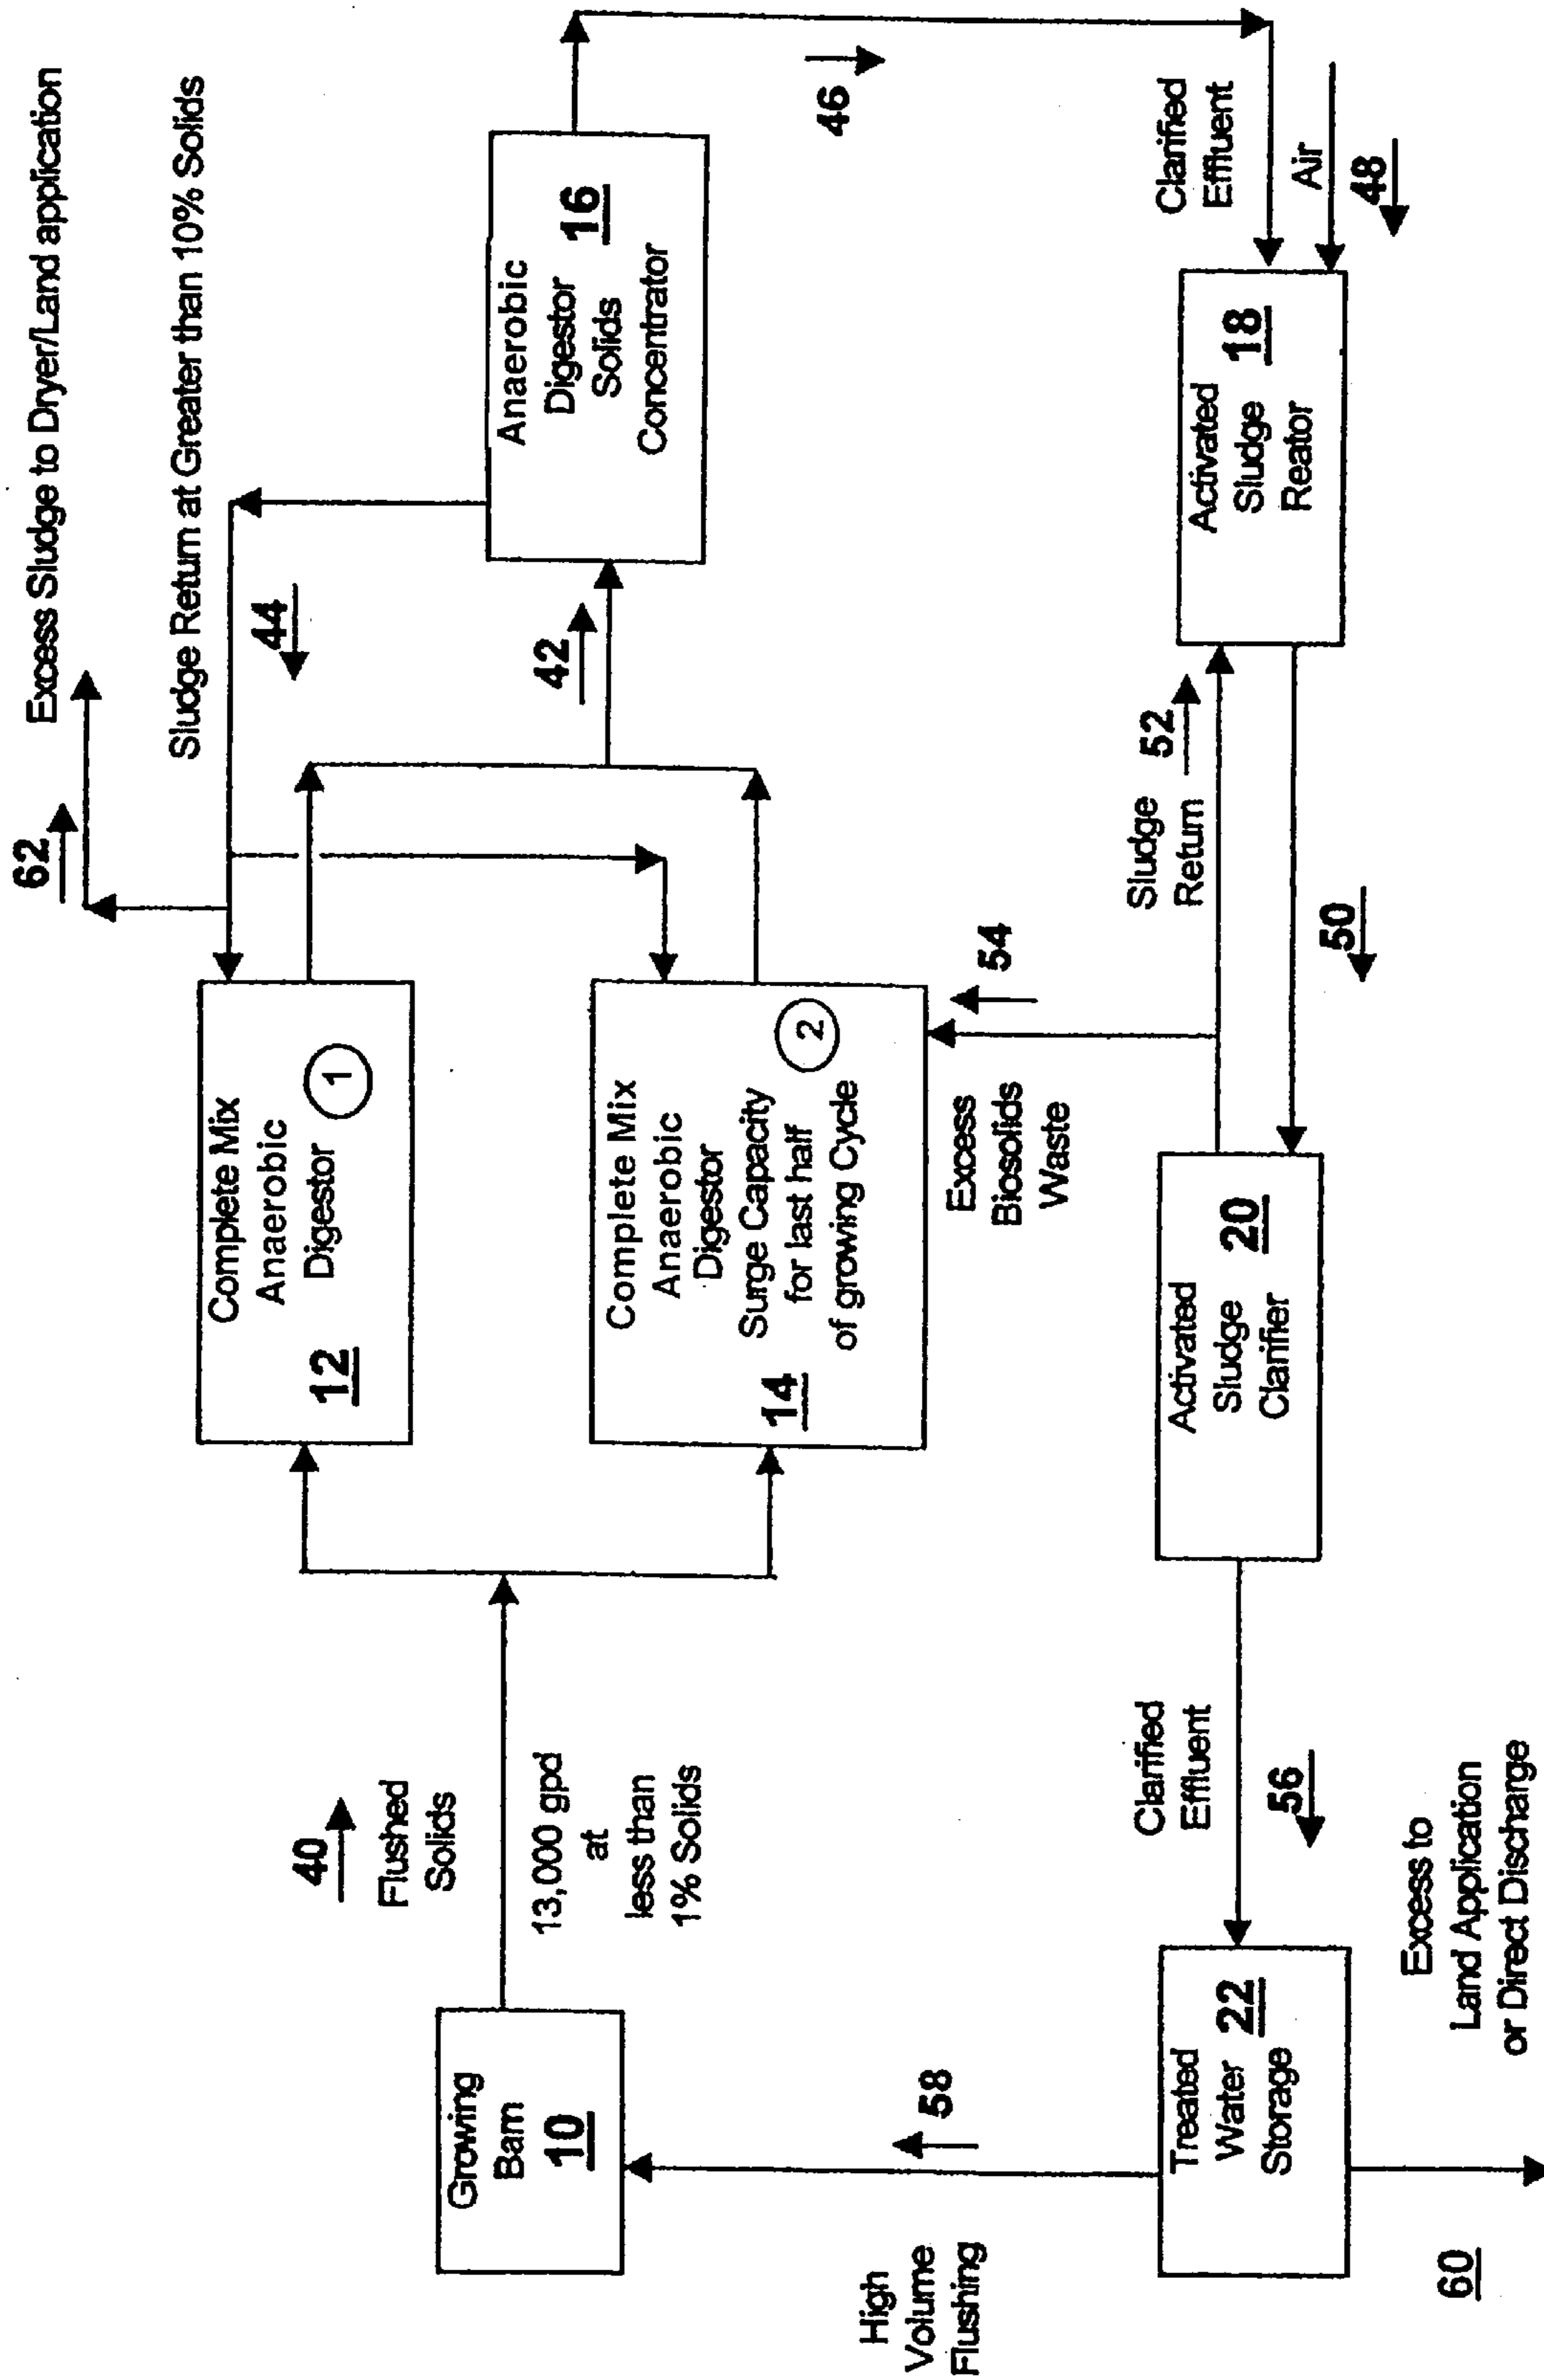 62
Excess Sludge to Dryer/Land application
Sludge Return at Greater than 10% Solids
44
40
Flushed
Solids
13,000 gpd
at
less than
1% Solids
Growing
Barn
10
Complete Mix
Anaerobic
Digestor
1
12
Complete Mix
Anaerobic
Digestor
Surge Capacity
for last half
of growing Cycle
2
14
42
Anaerobic
Digestor
Solids
Concentrator
16
46
High
Volume
Flushing
58
Excess
Biosolids
Waste
54
Treated
Water
Storage
22
Clarified
Effluent
56
Activated
Sludge
Clarifier
20
Sludge
Return
52
50
Activated
Sludge
Reator
18
Clarified
Effluent
Air
48
60
Excess to
Land Application
or Direct Discharge